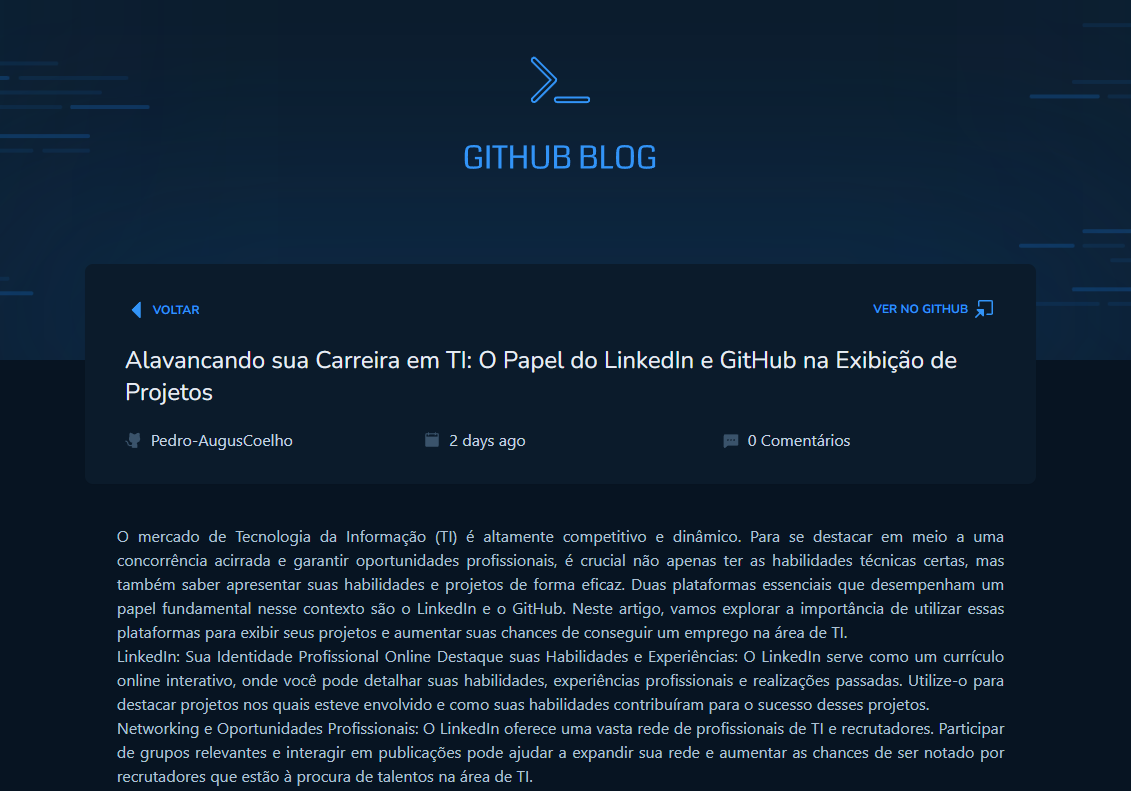 GITHUB BLOG
VOLTAR
VER NO GITHUB
Alavancando sua Carreira em TI: O Papel do LinkedIn e GitHub na Exibição de
Projetos
Pedro-AugusCoelho
2 days ago
0 Comentários
O mercado de Tecnologia da Informação (TI) é altamente competitivo e dinâmico. Para se destacar em meio a uma
concorrência acirrada e garantir oportunidades profissionais, é crucial não apenas ter as habilidades técnicas certas, mas
também saber apresentar suas habilidades e projetos de forma eficaz. Duas plataformas essenciais que desempenham um
papel fundamental nesse contexto são o LinkedIn e o GitHub. Neste artigo, vamos explorar a importância de utilizar essas
plataformas para exibir seus projetos e aumentar suas chances de conseguir um emprego na área de TI.
LinkedIn: Sua Identidade Profissional Online Destaque suas Habilidades e Experiências: O LinkedIn serve como um currículo
online interativo, onde você pode detalhar suas habilidades, experiências profissionais e realizações passadas. Utilize-o para
destacar projetos nos quais esteve envolvido e como suas habilidades contribuíram para o sucesso desses projetos.
Networking e Oportunidades Profissionais: O LinkedIn oferece uma vasta rede de profissionais de TI e recrutadores. Participar
de grupos relevantes e interagir em publicações pode ajudar a expandir sua rede e aumentar as chances de ser notado por
recrutadores que estão à procura de talentos na área de TI.